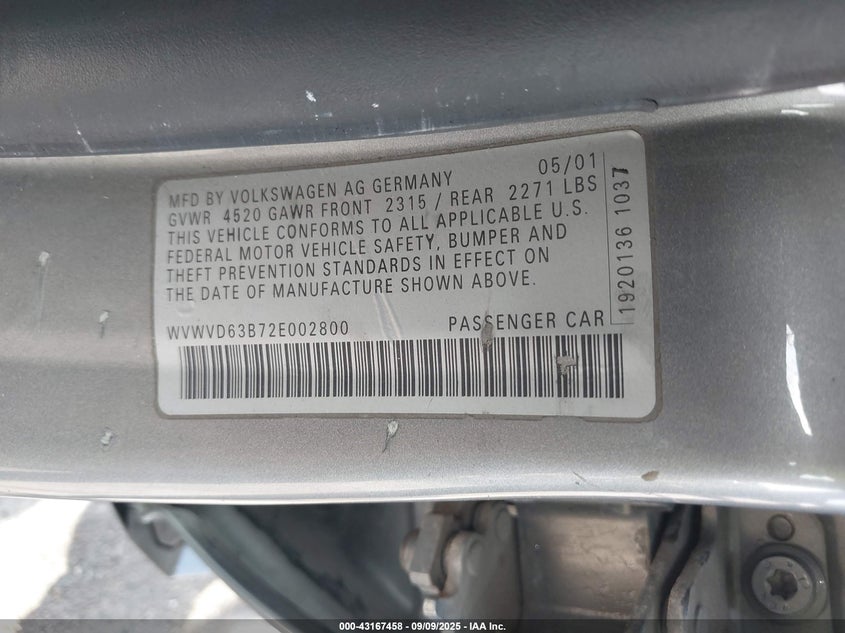 MFD BY VOLKSWAGEN AG GERMANY 05/01
GVWR 4520 GAWR FRONT 2315 / REAR 2271 LBS
THIS VEHICLE CONFORMS TO ALL APPLICABLE U.S.
FEDERAL MOTOR VEHICLE SAFETY, BUMPER AND
THEFT PREVENTION STANDARDS IN EFFECT ON
THE DATE OF MANUFACTURE SHOWN ABOVE.
1920136 1037
WVWVD63B72E002800 PASSENGER CAR
000-43167458 - 09/09/2025 - IAA Inc.